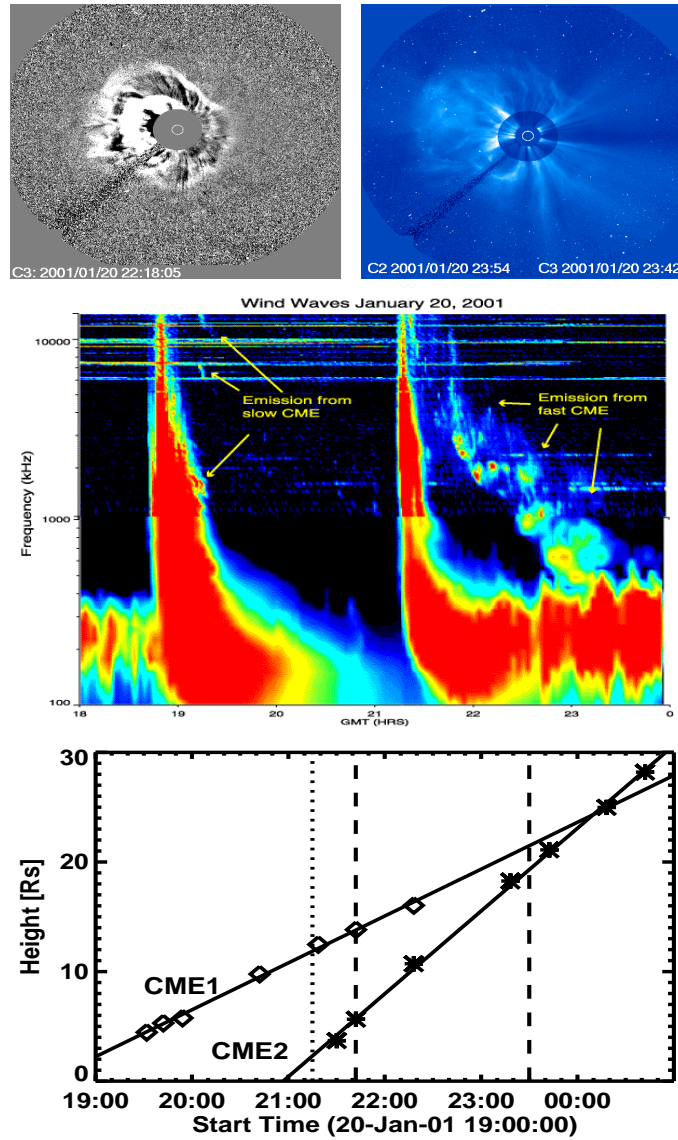 C3: 2001/01/20 22:18:05
C2 2001/01/20 23:54 C3 2001/01/20 23:42
Wind Waves January 20, 2001
Frequency (kHz)
10000
1000
100
Emission from
slow CME
Emission from
fast CME
18 19 20 21 22 23 0
GMT (HRS)
Height [Rs]
30
20
10
0
CME1
CME2
19:00 20:00 21:00 22:00 23:00 00:00
Start Time (20-Jan-01 19:00:00)